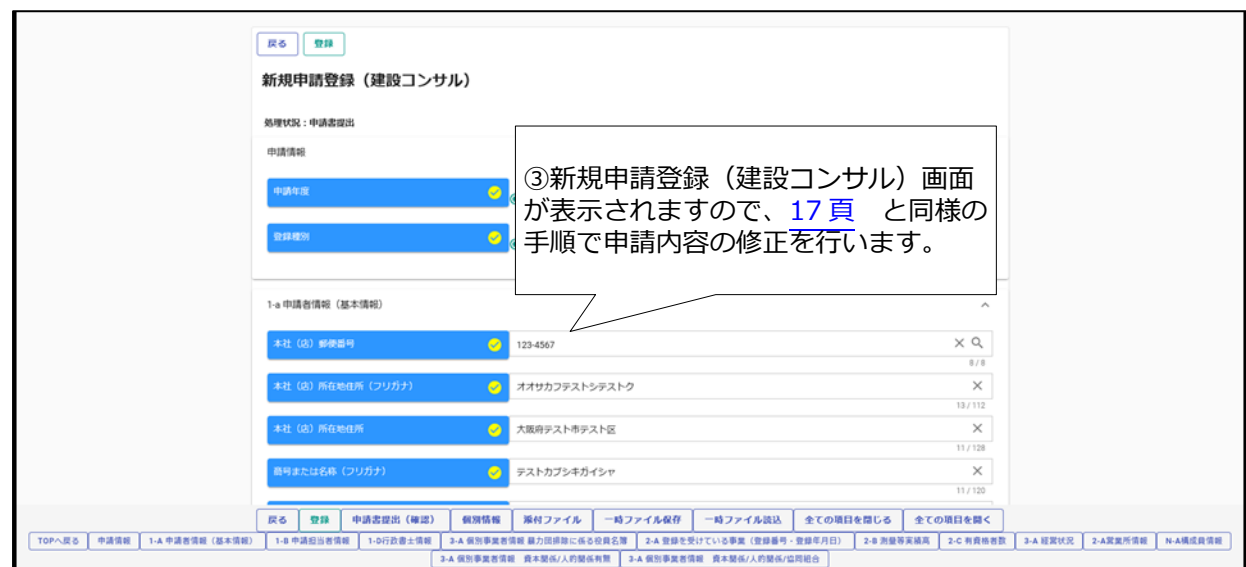 戻る 登録
新規申請登録（建設コンサル）
処理状況：申請書提出
申請情報
申請年度
登録種別
③新規申請登録（建設コンサル）画面
が表示されますので、17 頁　と同様の
手順で申請内容の修正を行います。
1-a 申請者情報（基本情報）
本社（店）郵便番号 123-4567
8 / 8
本社（店）所在地住所（フリガナ） オオサカフテストシテストク
13 / 112
本社（店）所在地住所 大阪府テスト市テスト区
11 / 128
商号または名称（フリガナ） テストカブシキガイシャ
11 / 120
戻る 登録 申請書提出（確認） 個別情報 添付ファイル 一時ファイル保存 一時ファイル読込 全ての項目を閉じる 全ての項目を開く
TOPへ戻る 申請情報 1-A 申請者情報（基本情報） 1-B 申請担当者情報 1-D行政書士情報 3-A 個別事業者情報 暴力団排除に係る役員名簿 2-A 登録を受けている事業（登録番号・登録年月日） 2-B 測量等実績高 2-C 有資格者数 3-A 経営状況 2-A営業所情報 N-A構成員情報
3-A 個別事業者情報　資本関係/人的関係有無 3-A 個別事業者情報　資本関係/人的関係/協同組合